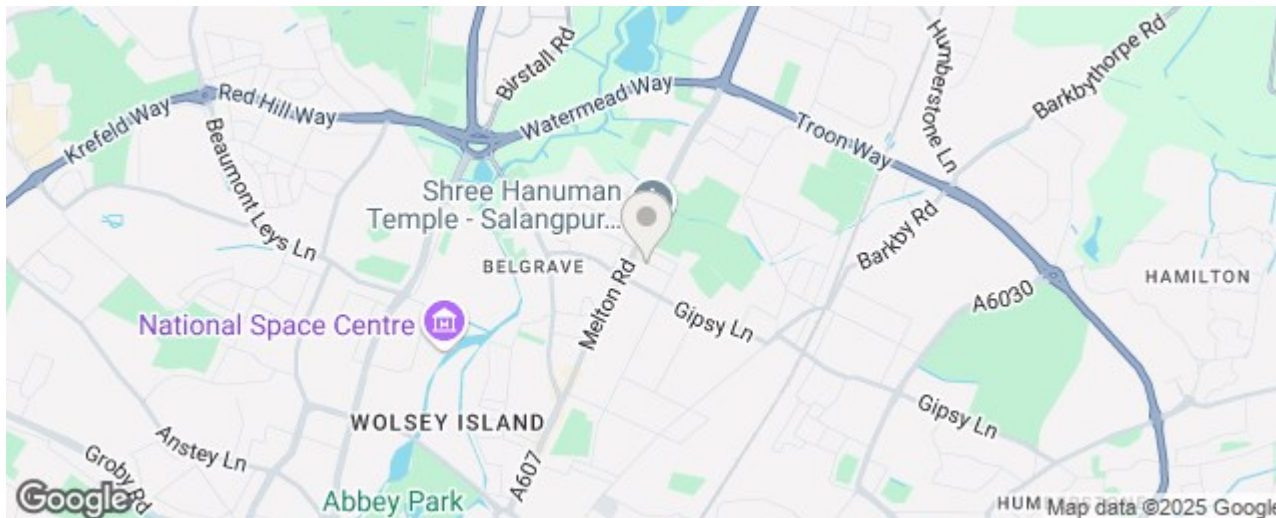 Krefeld Way
Red Hill Way
Birstall Rd
Watermead Way
Troon Way
Humberstone Ln
Barkbythorpe Rd
Beaumont Leys Ln
Shree Hanuman
Temple - Salangpur...
Barkby Rd
BELGRAVE
HAMILTON
Melton Rd
A6030
National Space Centre
Gipsy Ln
Gipsy Ln
WOLSEY ISLAND
Anstey Ln
Groby Rd
A607
Abbey Park
Google
Map data ©2025 Google